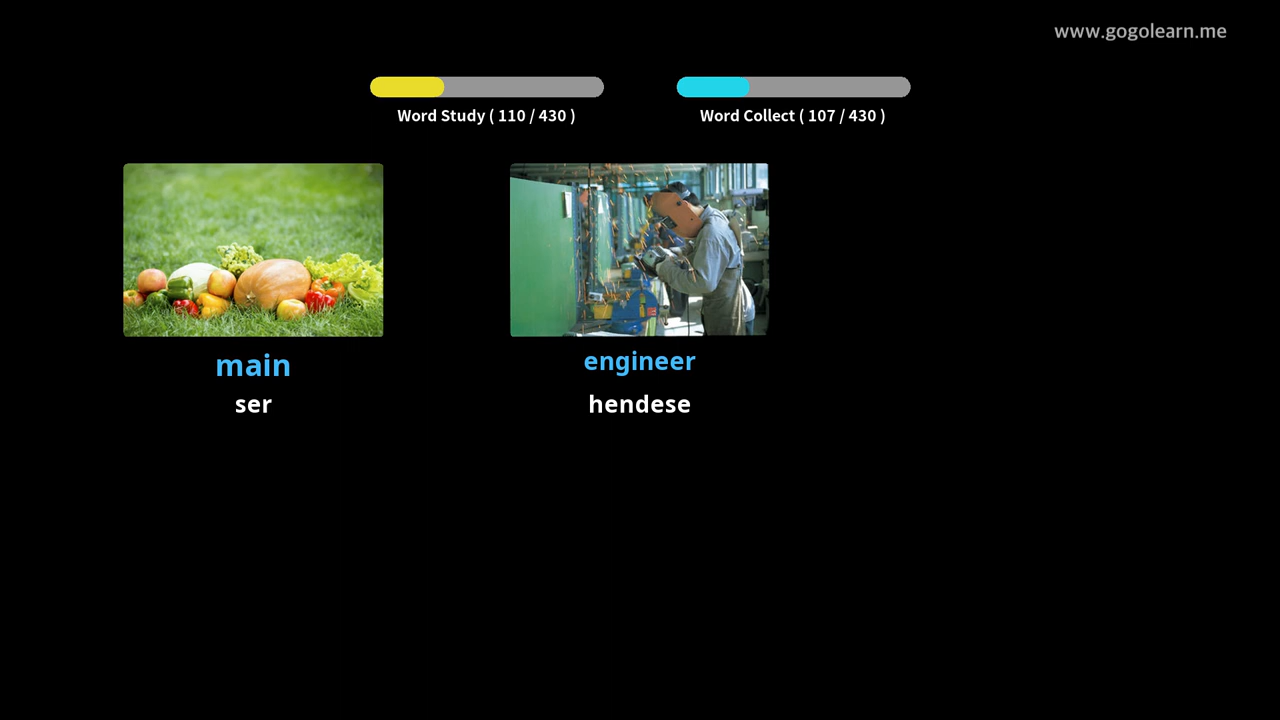 www.gogolearn.me
Word Study ( 110 / 430 )
Word Collect ( 107 / 430 )
main
ser
engineer
hendese